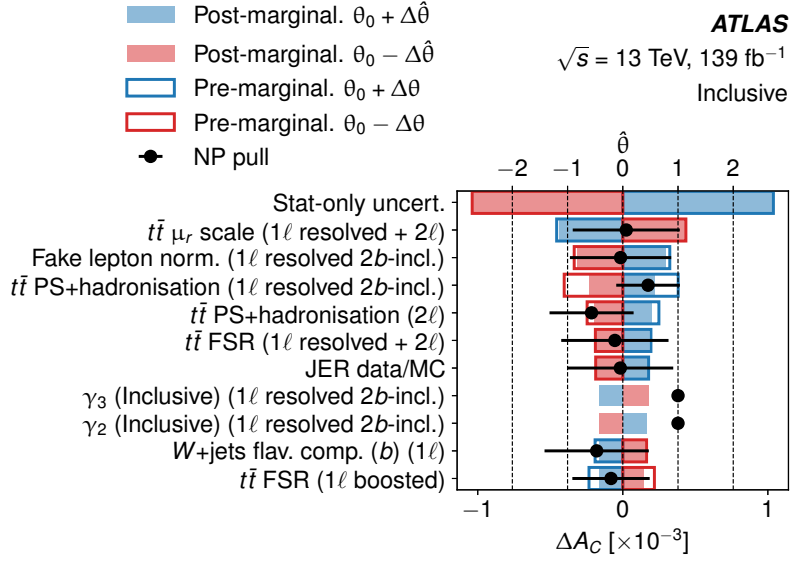 Post-marginal. θ₀ + Δθ̂
Post-marginal. θ₀ − Δθ̂
Pre-marginal. θ₀ + Δθ
Pre-marginal. θ₀ − Δθ
NP pull
ATLAS
√s = 13 TeV, 139 fb⁻¹
Inclusive
θ̂
−2 −1 0 1 2
Stat-only uncert.
tt̄ μᵣ scale (1ℓ resolved + 2ℓ)
Fake lepton norm. (1ℓ resolved 2b-incl.)
tt̄ PS+hadronisation (1ℓ resolved 2b-incl.)
tt̄ PS+hadronisation (2ℓ)
tt̄ FSR (1ℓ resolved + 2ℓ)
JER data/MC
γ₃ (Inclusive) (1ℓ resolved 2b-incl.)
γ₂ (Inclusive) (1ℓ resolved 2b-incl.)
W+jets flav. comp. (b) (1ℓ)
tt̄ FSR (1ℓ boosted)
−1 0 1
ΔA_C [×10⁻³]